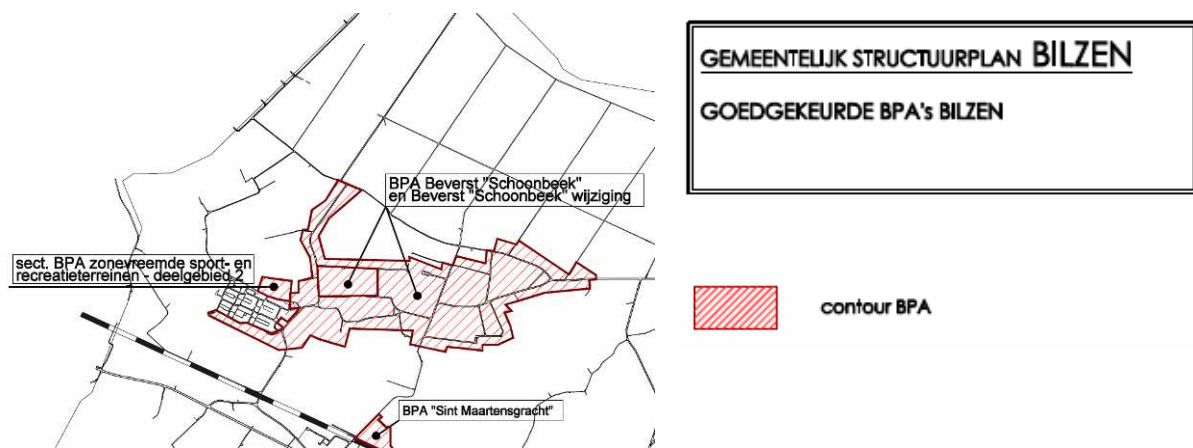 BPA Beverst "Schoonbeek"
en Beverst "Schoonbeek" wijziging
sect. BPA zonevreemde sport- en
recreatieterreinen - deelgebied 2
BPA "Sint Maartensgracht"
GEMEENTELIJK STRUCTUURPLAN BILZEN
GOEDGEKEURDE BPA's BILZEN
contour BPA